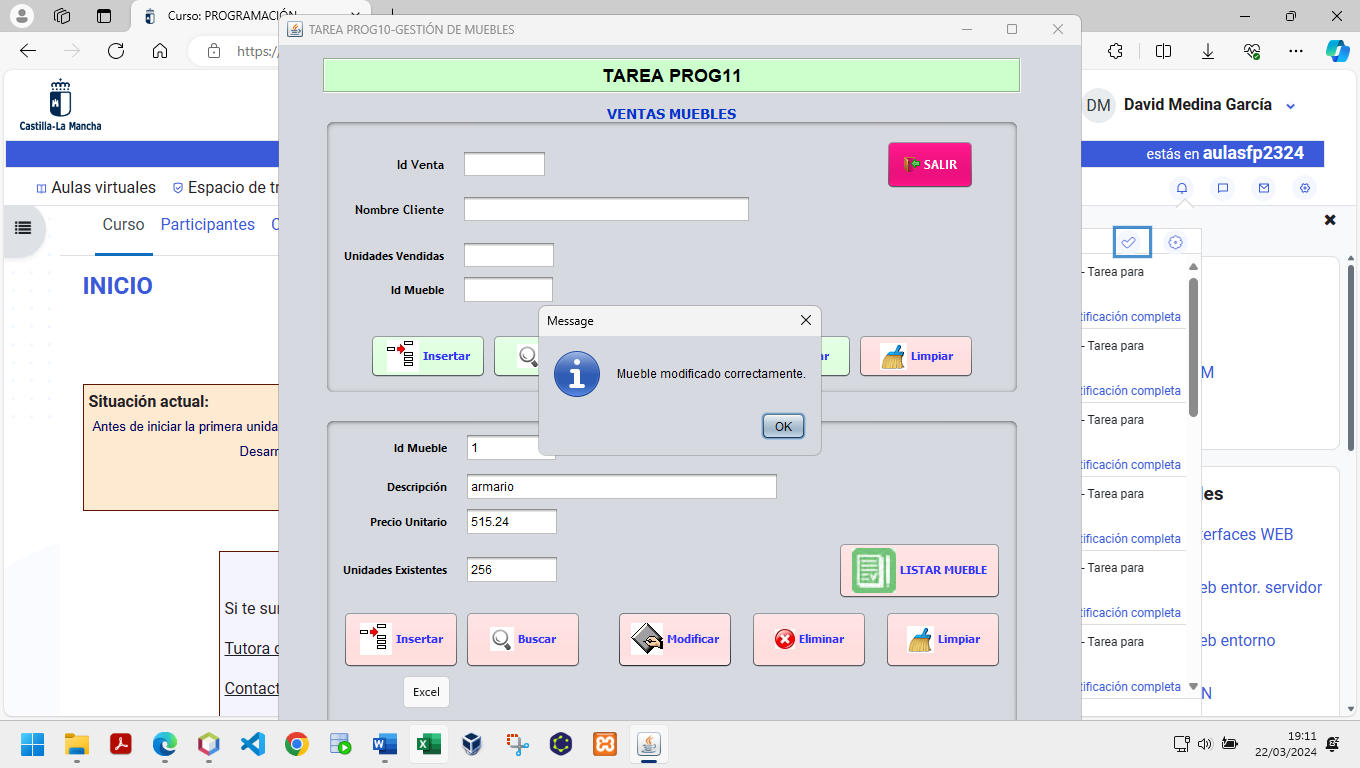 Curso: PROGRAMACIÓN
TAREA PROG10-GESTIÓN DE MUEBLES
https:/
TAREA PROG11
Castilla-La Mancha
DM
David Medina García
VENTAS MUEBLES
estás en aulasfp2324
Id Venta
SALIR
Aulas virtuales
Espacio de tr
Nombre Cliente
Curso
Participantes
Unidades Vendidas
Id Mueble
INICIO
- Tarea para
tificación completa
Message
- Tarea para
Insertar
ar
Limpiar
Mueble modificado correctamente.
M
tificación completa
Situación actual:
Antes de iniciar la primera unida
Desarr
OK
- Tarea para
tificación completa
Id Mueble
1
Descripción
armario
- Tarea para
les
Precio Unitario
515.24
tificación completa
terfaces WEB
Unidades Existentes
256
LISTAR MUEBLE
- Tarea para
eb entor. servidor
tificación completa
Si te sur
Insertar
Buscar
Modificar
Eliminar
Limpiar
- Tarea para
eb entorno
Tutora d
Contact
Excel
tificación completa
N
19:11
22/03/2024